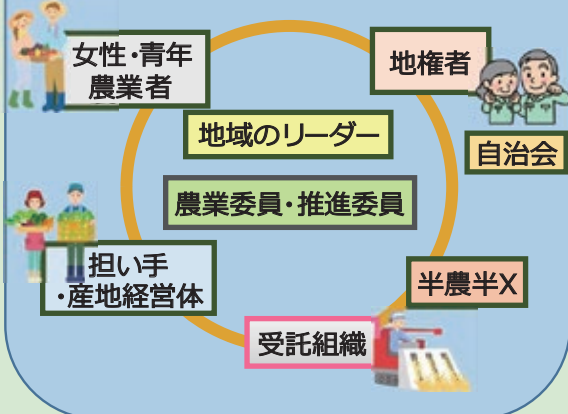 女性・青年
農業者
地権者
地域のリーダー
自治会
農業委員・推進委員
担い手
・産地経営体
半農半X
受託組織